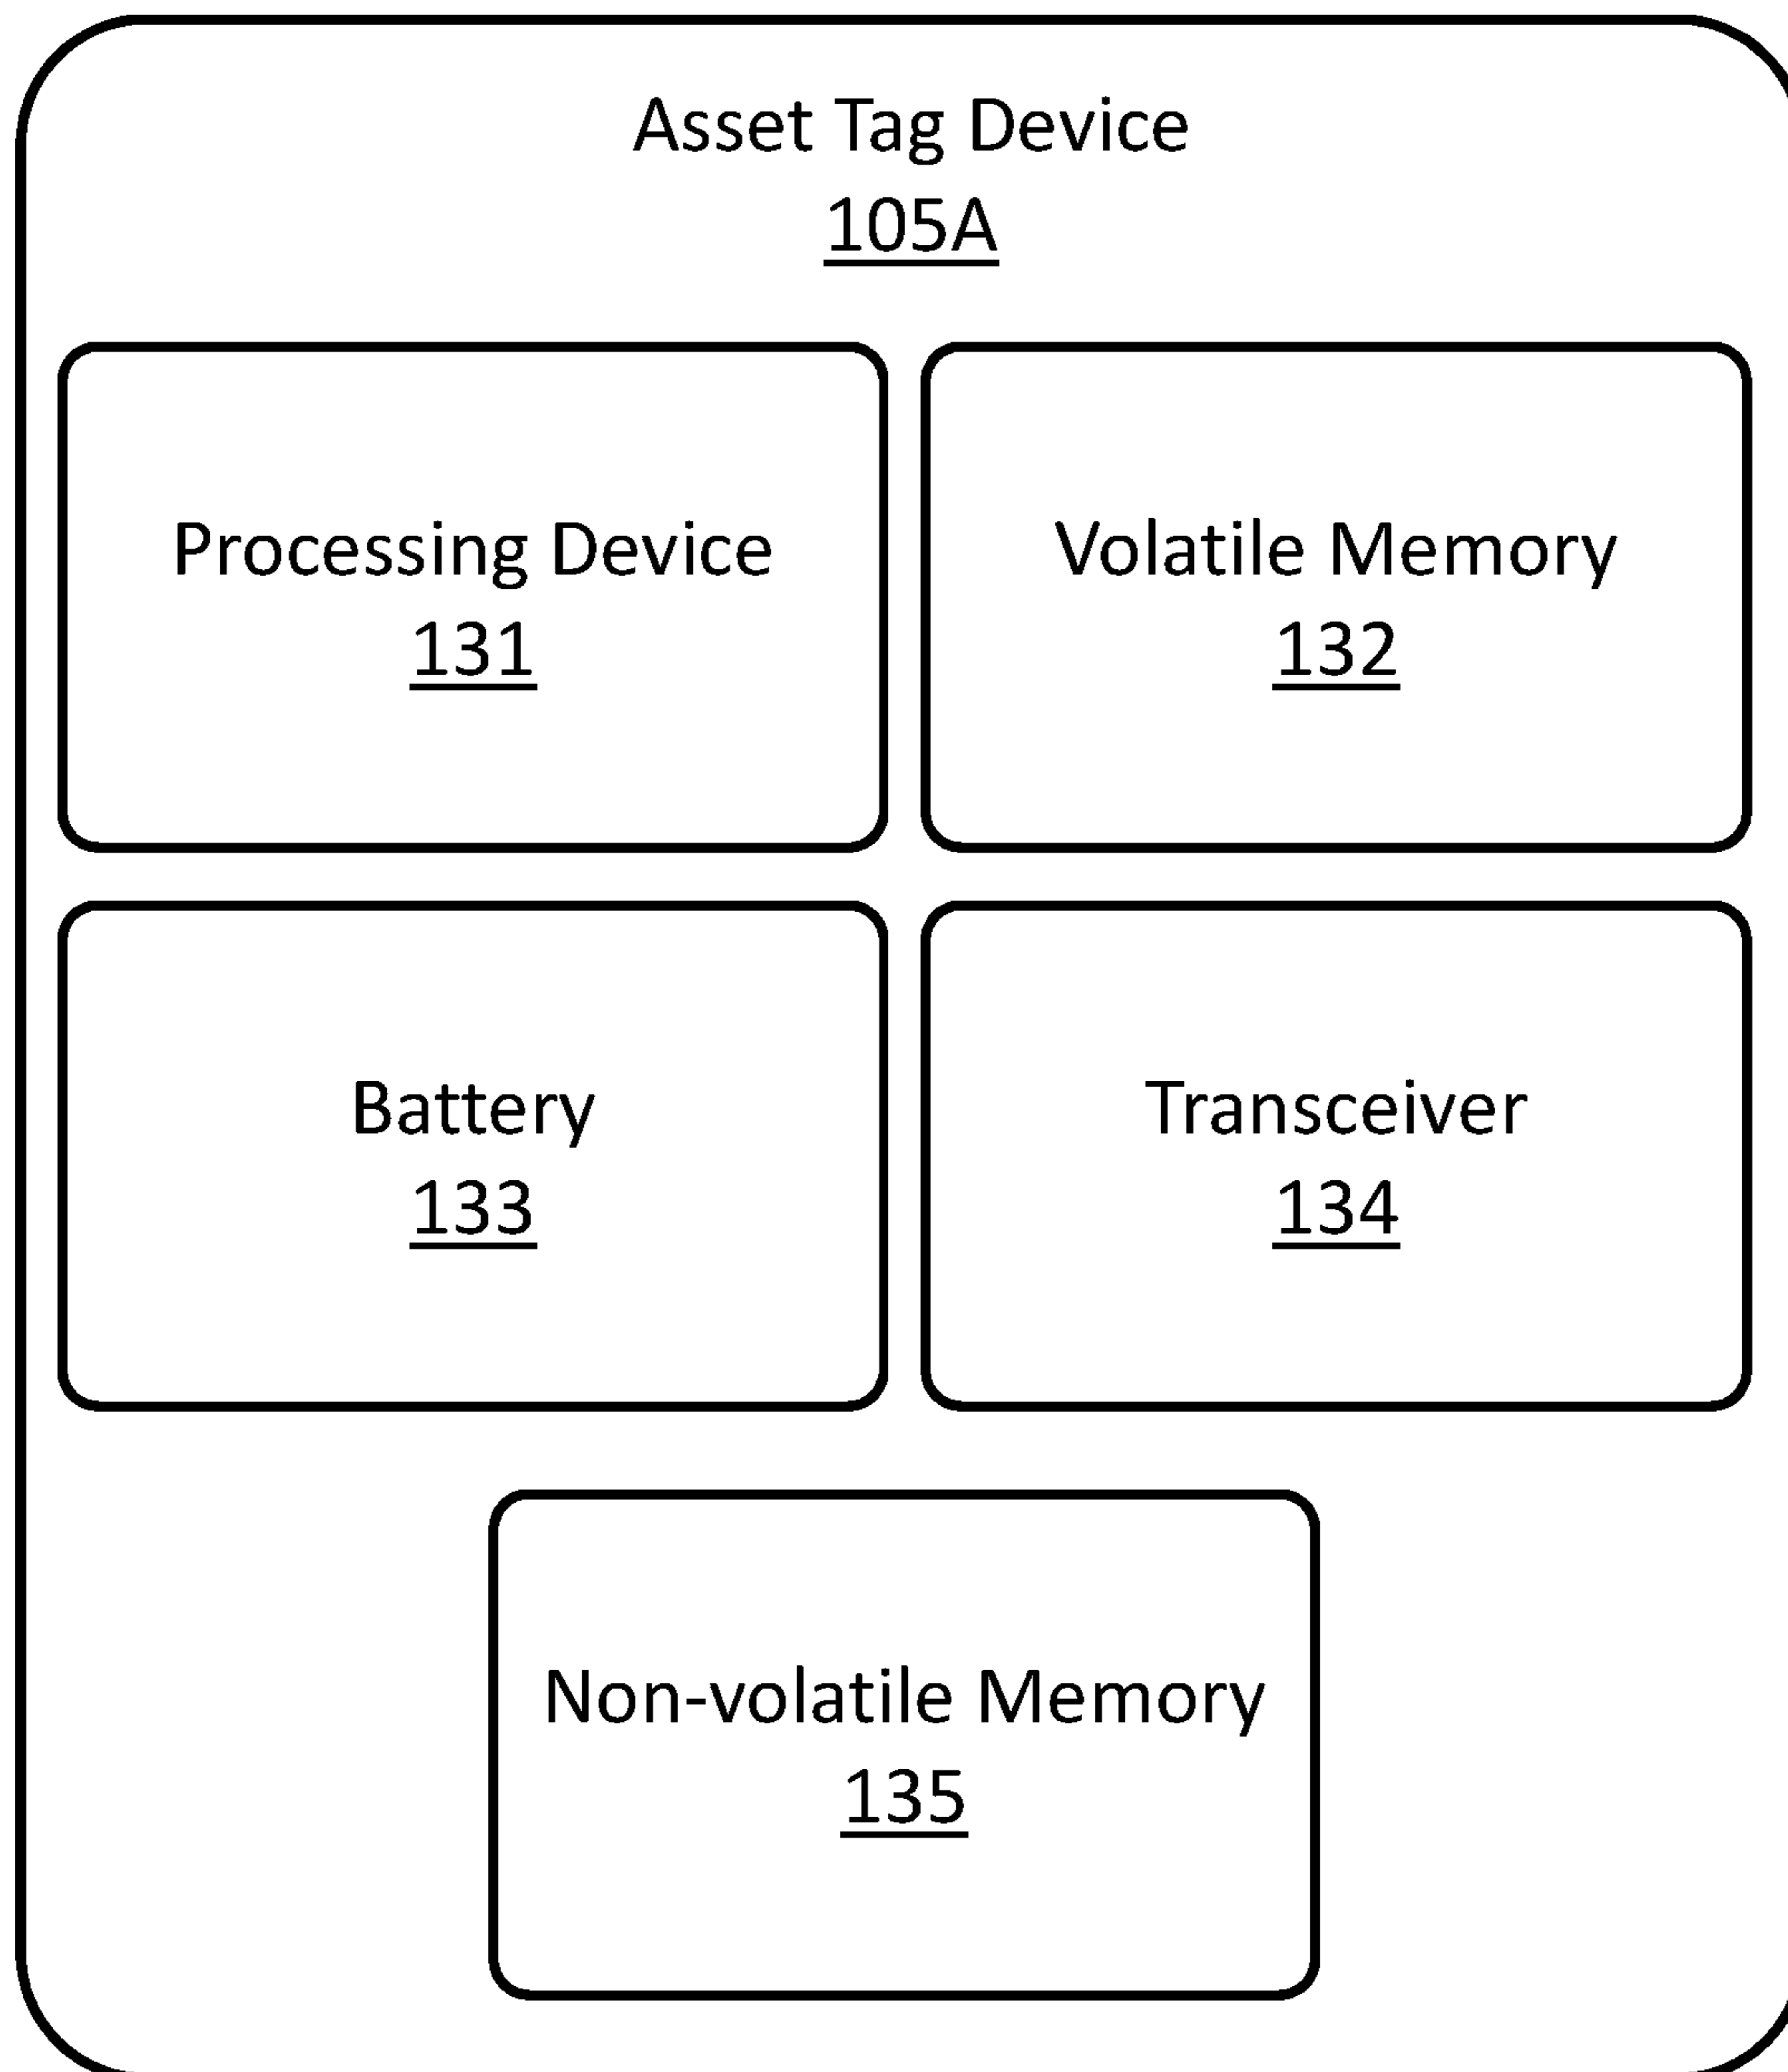 Asset Tag Device
105A
Processing Device
131
Volatile Memory
132
Battery
133
Transceiver
134
Non-volatile Memory
135